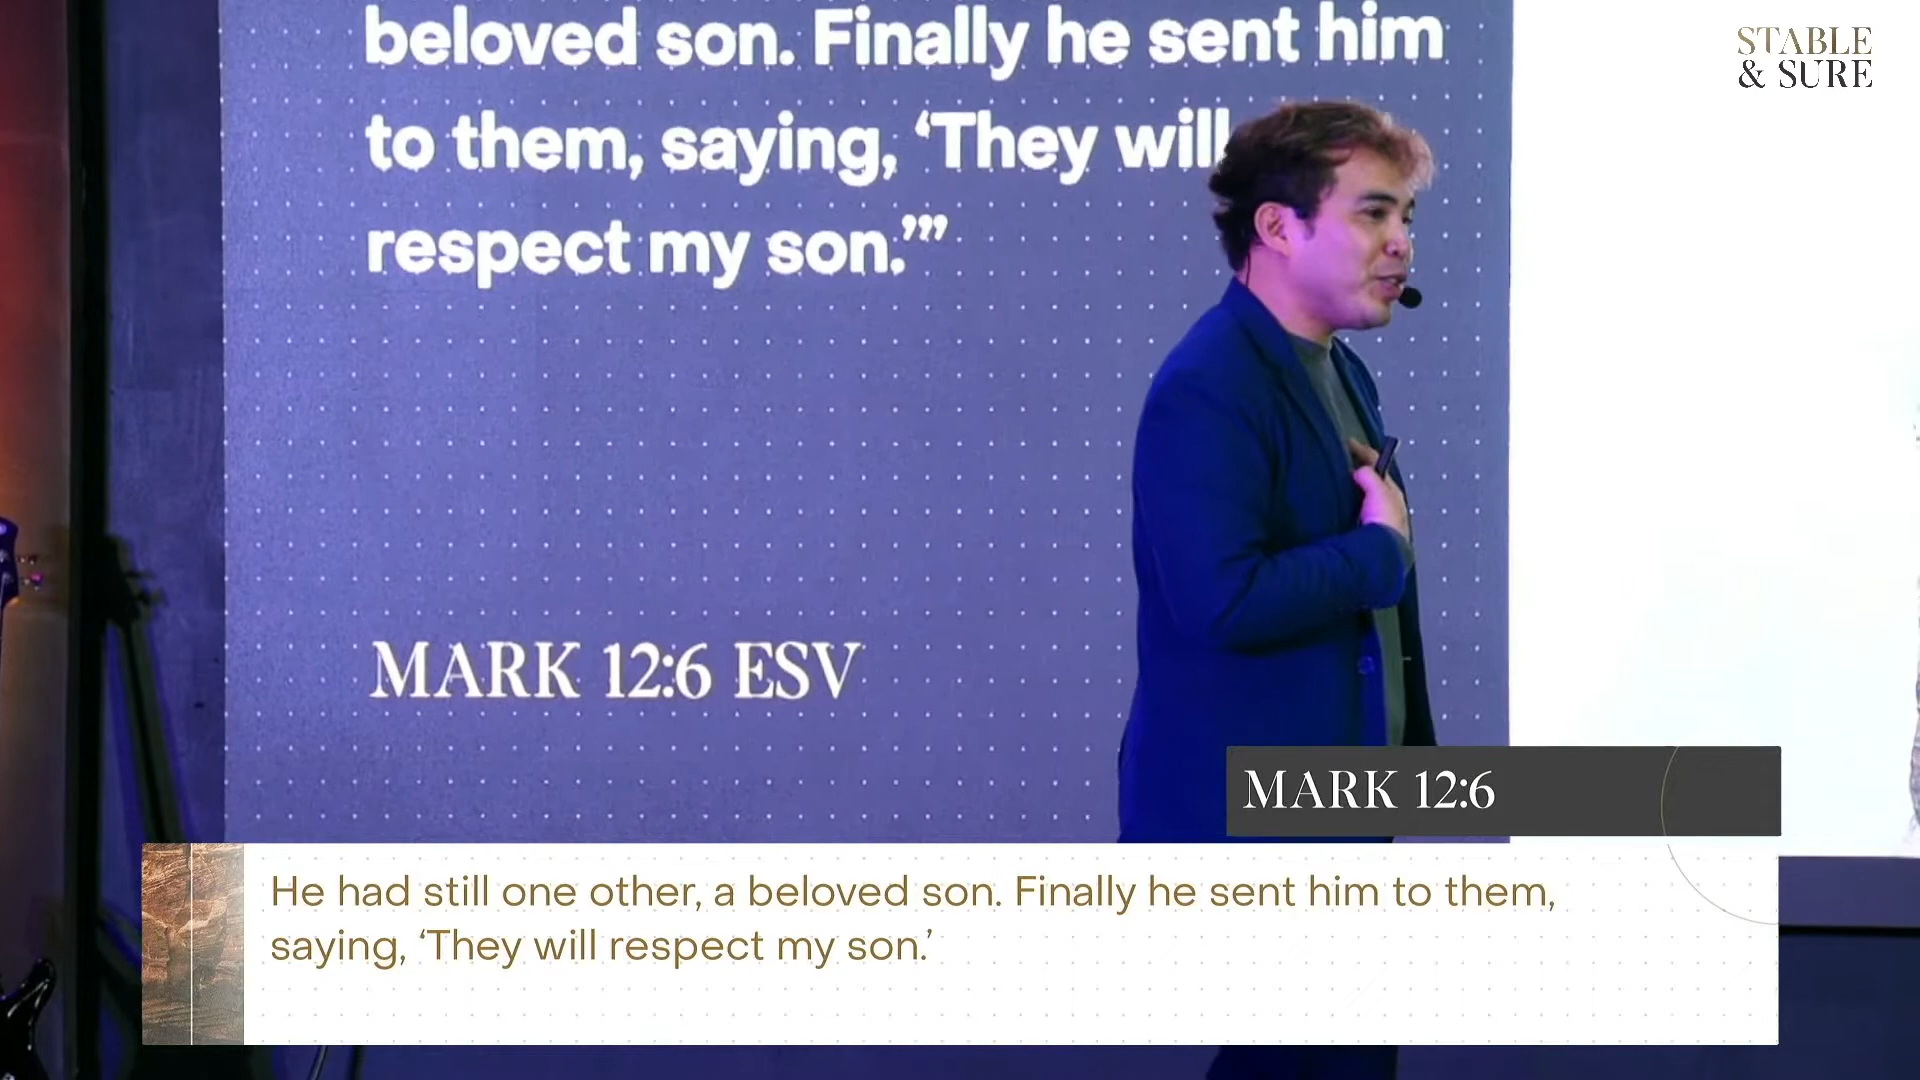 beloved son. Finally he sent him
to them, saying, ‘They will
respect my son.’”
MARK 12:6 ESV
STABLE
& SURE
MARK 12:6
He had still one other, a beloved son. Finally he sent him to them,
saying, ‘They will respect my son.’